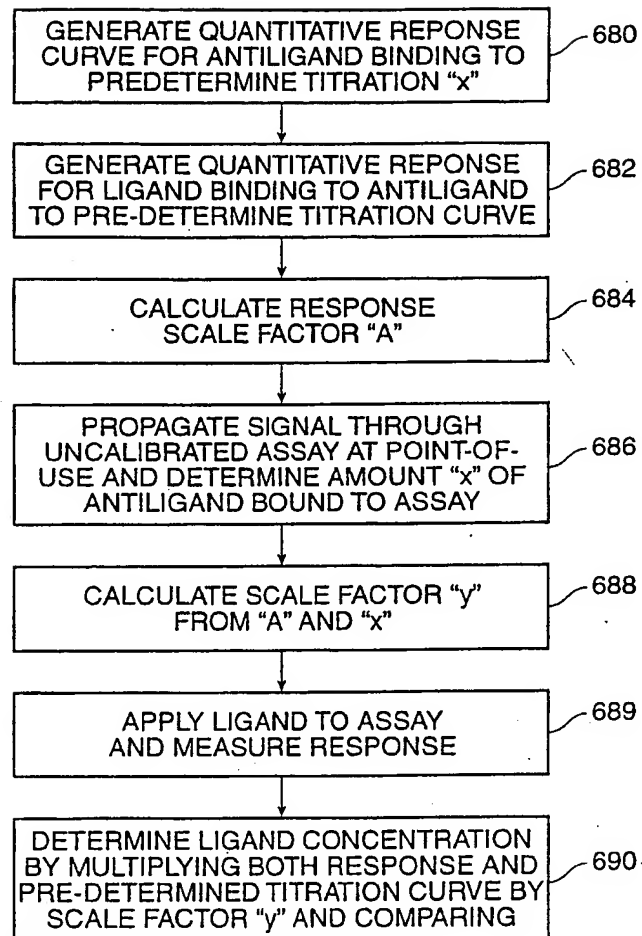 GENERATE QUANTITATIVE REPONSE
CURVE FOR ANTILIGAND BINDING TO
PREDETERMINE TITRATION "x"
680
GENERATE QUANTITATIVE REPONSE
FOR LIGAND BINDING TO ANTILIGAND
TO PRE-DETERMINE TITRATION CURVE
682
CALCULATE RESPONSE
SCALE FACTOR "A"
684
PROPAGATE SIGNAL THROUGH
UNCALIBRATED ASSAY AT POINT-OF-
USE AND DETERMINE AMOUNT "x" OF
ANTILIGAND BOUND TO ASSAY
686
CALCULATE SCALE FACTOR "y"
FROM "A" AND "x"
688
APPLY LIGAND TO ASSAY
AND MEASURE RESPONSE
689
DETERMINE LIGAND CONCENTRATION
BY MULTIPLYING BOTH RESPONSE AND
PRE-DETERMINED TITRATION CURVE BY
SCALE FACTOR "y" AND COMPARING
690